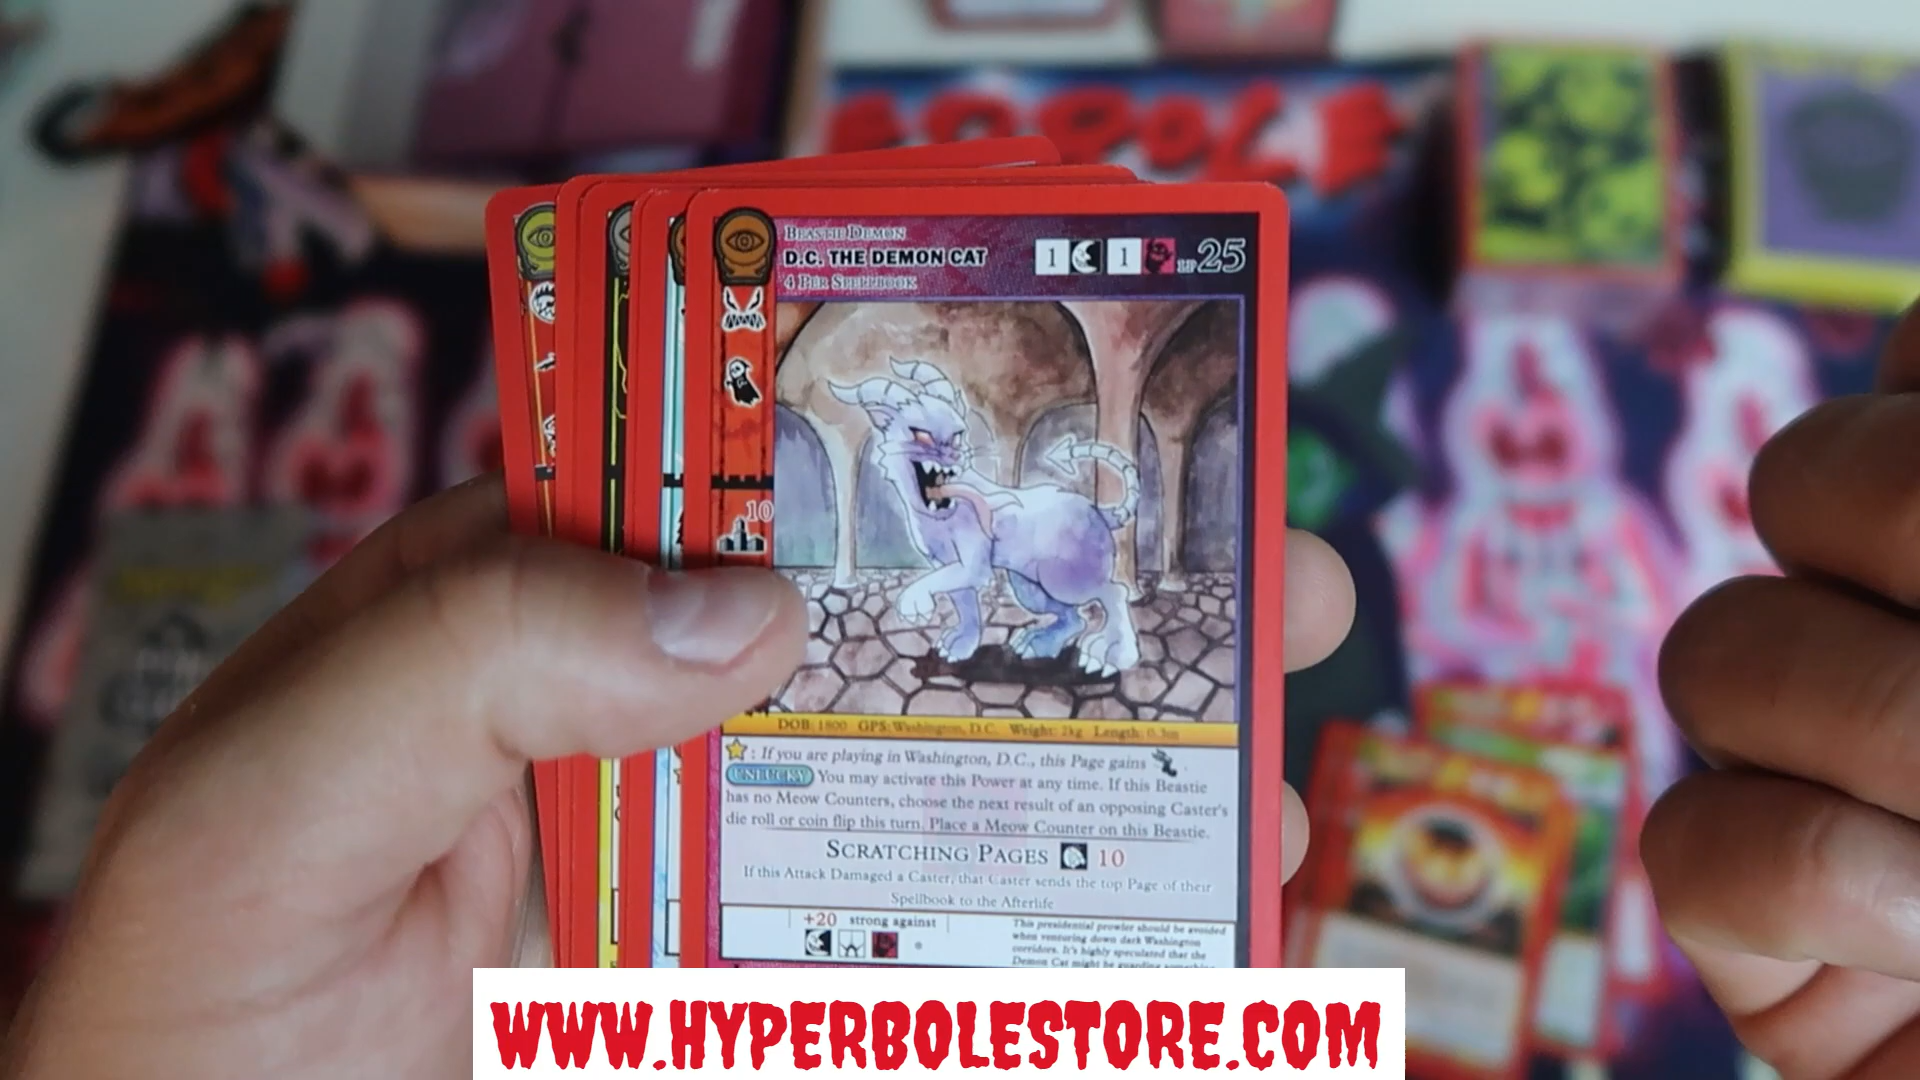 BEASTIE DEMON
D.C. THE DEMON CAT
4 PER SPELLBOOK
1 1 LP 25
10
DOB: 1800 GPS: Washington, D.C. Weight: 2kg Length: 0.3m
: If you are playing in Washington, D.C., this Page gains .
UNLUCKY You may activate this Power at any time. If this Beastie
has no Meow Counters, choose the next result of an opposing Caster's
die roll or coin flip this turn. Place a Meow Counter on this Beastie.
SCRATCHING PAGES 10
If this Attack Damaged a Caster, that Caster sends the top Page of their
Spellbook to the Afterlife
+20 strong against
This presidential prowler should be avoided
when venturing down dark Washington
corridors. It's highly speculated that the
Demon Cat might be guarding something
WWW.HYPERBOLESTORE.COM